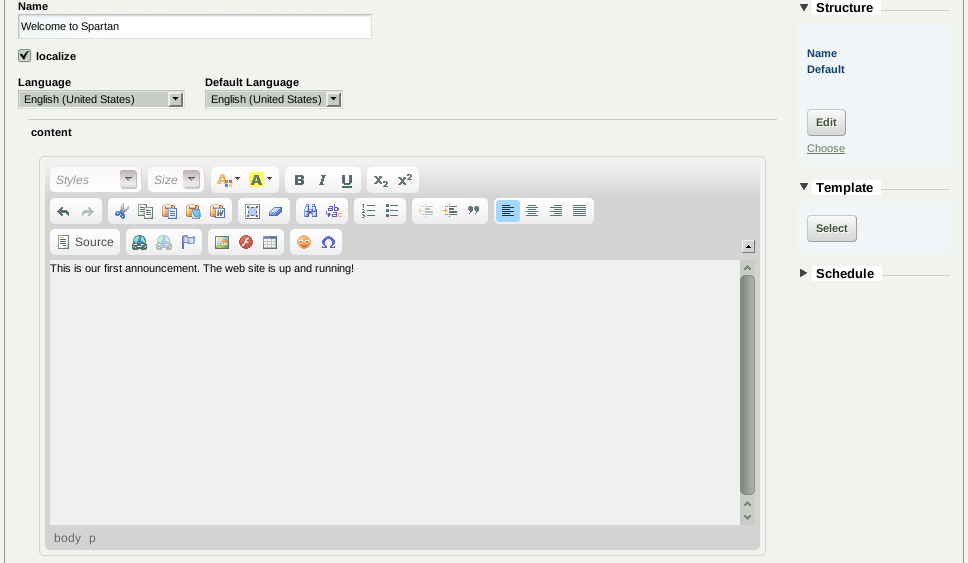 Name
Welcome to Spartan
localize
Language Default Language
English (United States) English (United States)
content
Styles Size A A B I U X₂ X²
Source
This is our first announcement. The web site is up and running!
body p
Structure
Name
Default
Edit
Choose
Template
Select
Schedule